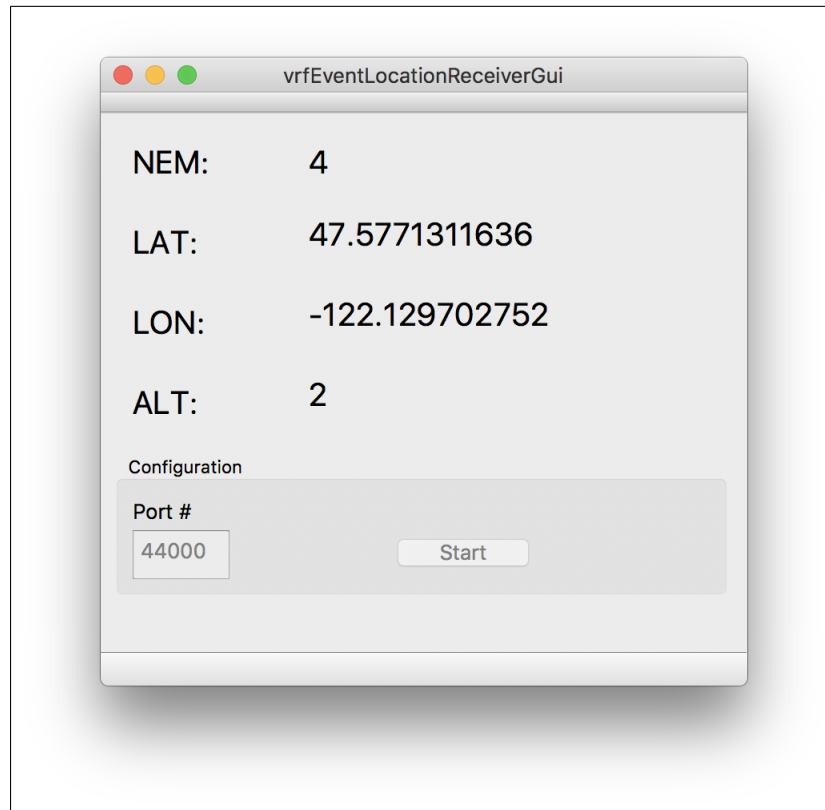 vrfEventLocationReceiverGui
NEM: 4
LAT: 47.5771311636
LON: -122.129702752
ALT: 2
Configuration
Port #
44000 Start